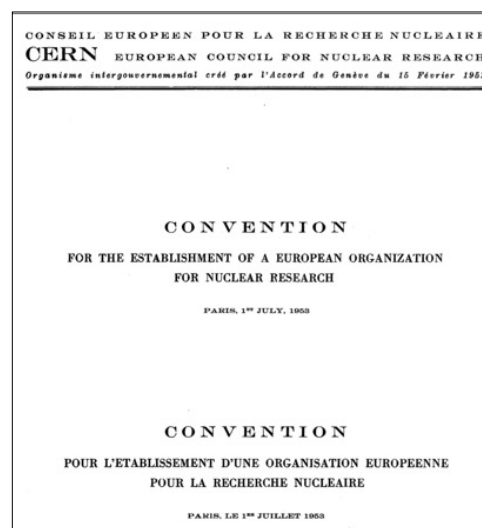 CONSEIL EUROPEEN POUR LA RECHERCHE NUCLEAIRE
CERN EUROPEAN COUNCIL FOR NUCLEAR RESEARCH
Organisme intergouvernemental créé par l'Accord de Genève du 15 Février 195
CONVENTION
FOR THE ESTABLISHMENT OF A EUROPEAN ORGANIZATION
FOR NUCLEAR RESEARCH
PARIS, 1ER JULY, 1953
CONVENTION
POUR L'ETABLISSEMENT D'UNE ORGANISATION EUROPEENNE
POUR LA RECHERCHE NUCLEAIRE
PARIS, LE 1ER JUILLET 1953